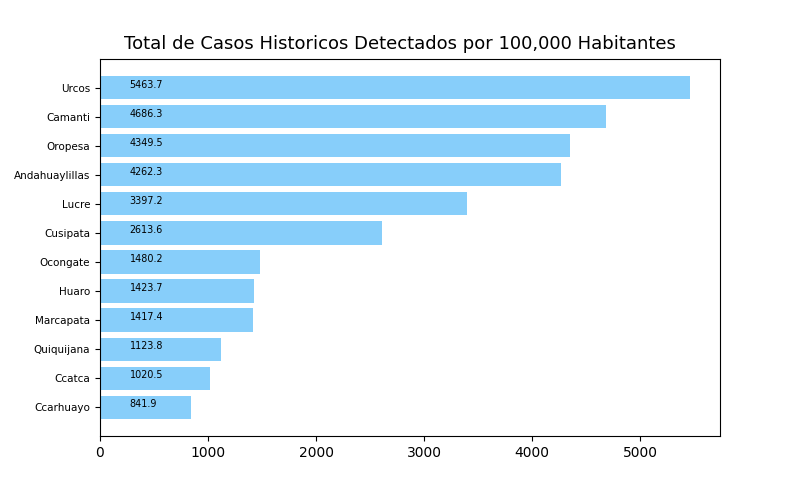 Total de Casos Historicos Detectados por 100,000 Habitantes
Urcos 5463.7
Camanti 4686.3
Oropesa 4349.5
Andahuaylillas 4262.3
Lucre 3397.2
Cusipata 2613.6
Ocongate 1480.2
Huaro 1423.7
Marcapata 1417.4
Quiquijana 1123.8
Ccatca 1020.5
Ccarhuayo 841.9
0 1000 2000 3000 4000 5000